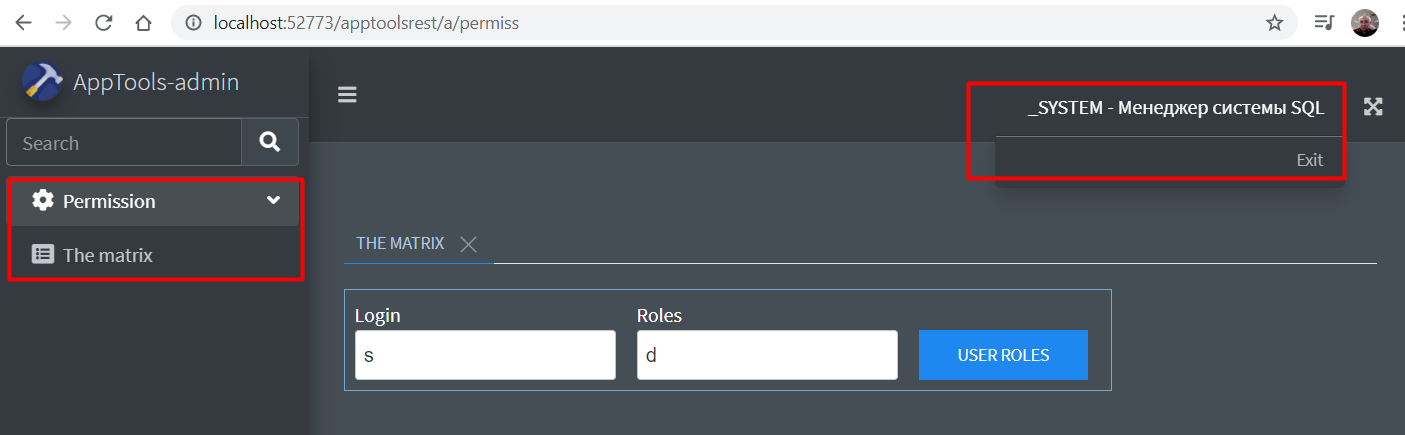 localhost:52773/apptoolsrest/a/permiss
AppTools-admin
_SYSTEM - Менеджер системы SQL
Exit
Search
Permission
The matrix
THE MATRIX
Login
Roles
s
d
USER ROLES